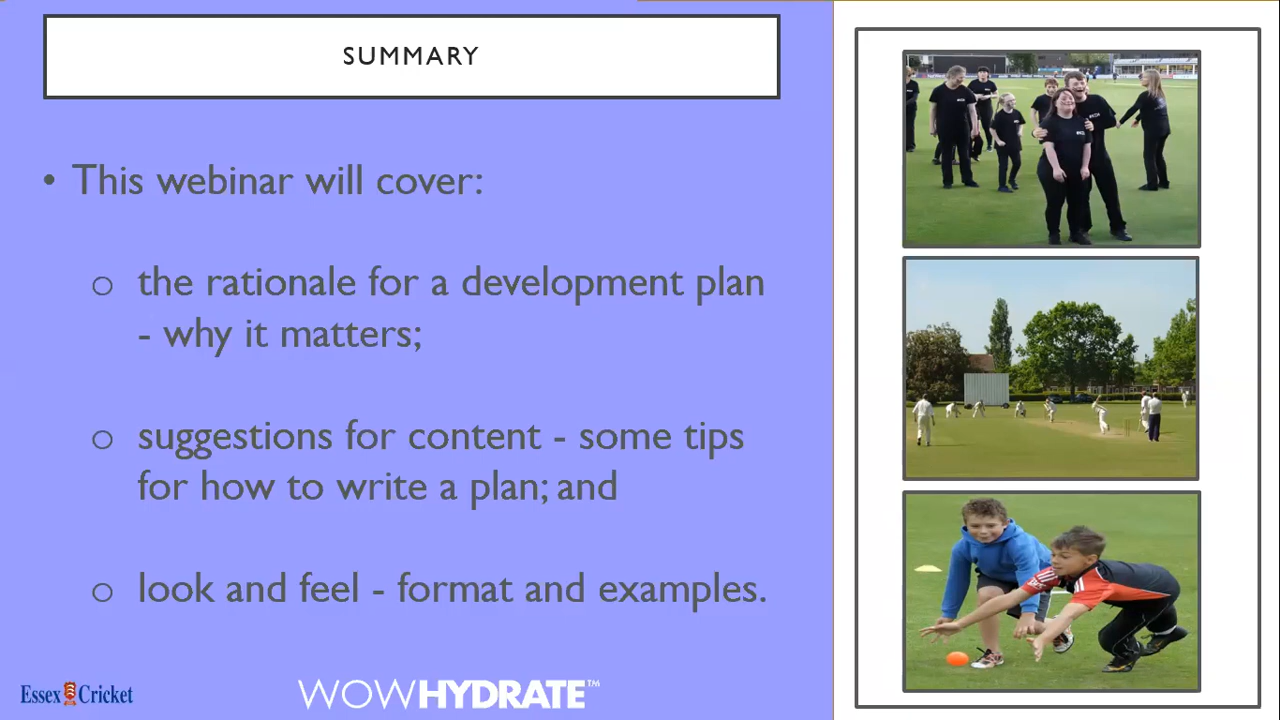 SUMMARY
• This webinar will cover:
o the rationale for a development plan
- why it matters;
o suggestions for content - some tips
for how to write a plan; and
o look and feel - format and examples.
Essex Cricket
WOWHYDRATE™